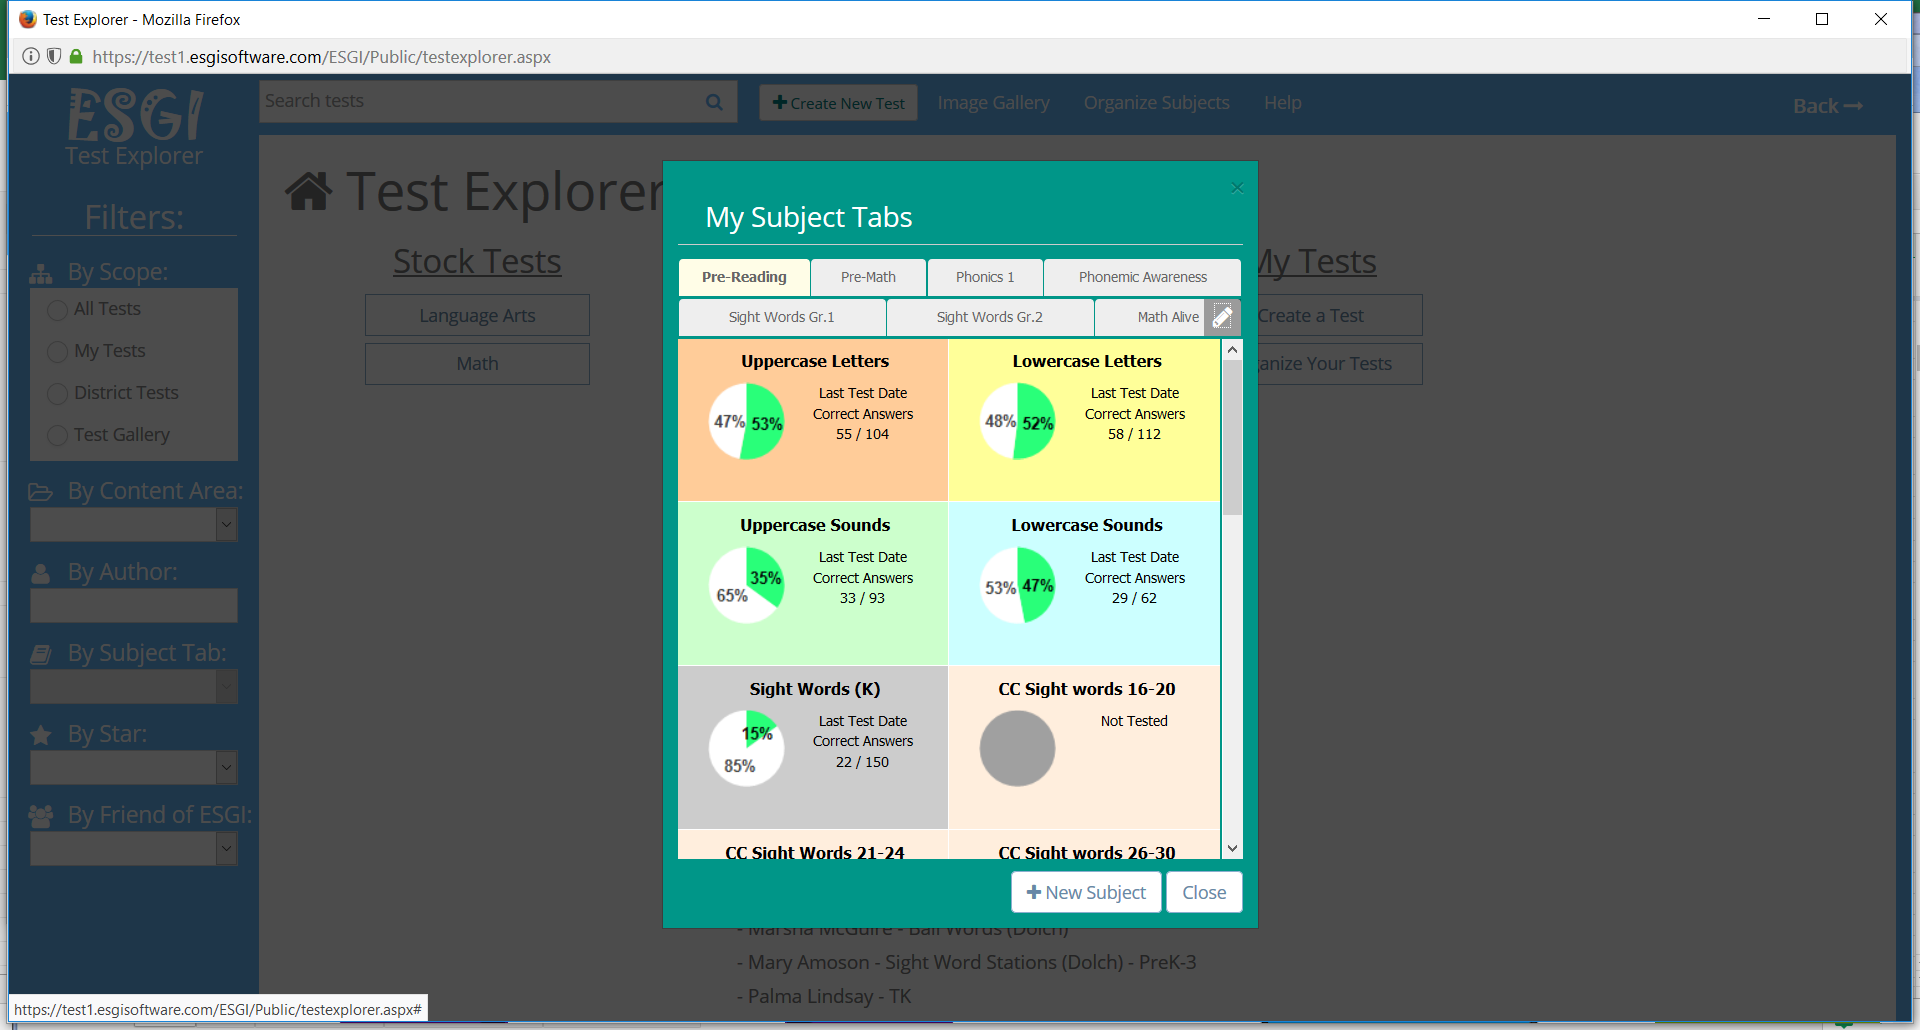 Test Explorer - Mozilla Firefox
https://test1.esgisoftware.com/ESGI/Public/testexplorer.aspx
ESGI
Test Explorer
Search tests
Create New Test
Image Gallery
Organize Subjects
Help
Back
Filters:
By Scope:
All Tests
My Tests
District Tests
Test Gallery
By Content Area:
By Author:
By Subject Tab:
By Star:
By Friend of ESGI:
Test Explorer
Stock Tests
Language Arts
Math
My Tests
Create a Test
ganize Your Tests
My Subject Tabs
×
Pre-Reading
Pre-Math
Phonics 1
Phonemic Awareness
Sight Words Gr.1
Sight Words Gr.2
Math Alive
Uppercase Letters
47% 53%
Last Test Date
Correct Answers
55 / 104
Lowercase Letters
48% 52%
Last Test Date
Correct Answers
58 / 112
Uppercase Sounds
35%
65%
Last Test Date
Correct Answers
33 / 93
Lowercase Sounds
53% 47%
Last Test Date
Correct Answers
29 / 62
Sight Words (K)
15%
85%
Last Test Date
Correct Answers
22 / 150
CC Sight words 16-20
Not Tested
CC Sight Words 21-24
CC Sight words 26-30
New Subject
Close
- Marsha McGuire - Ball Words (Dolch)
- Mary Amoson - Sight Word Stations (Dolch) - PreK-3
- Palma Lindsay - TK
https://test1.esgisoftware.com/ESGI/Public/testexplorer.aspx#